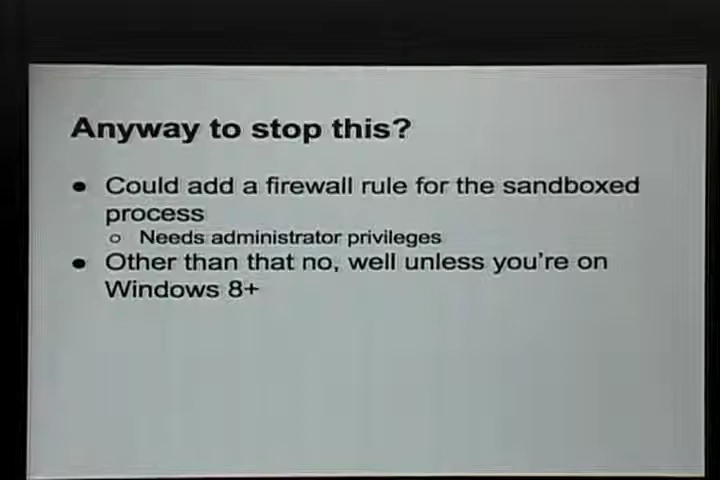 Anyway to stop this?
● Could add a firewall rule for the sandboxed
process
○ Needs administrator privileges
● Other than that no, well unless you're on
Windows 8+